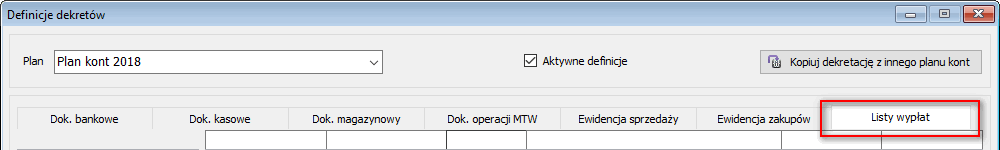 Definicje dekretów
Plan Plan kont 2018 Aktywne definicje Kopiuj dekretację z innego planu kont
Dok. bankowe Dok. kasowe Dok. magazynowy Dok. operacji MTW Ewidencja sprzedaży Ewidencja zakupów Listy wypłat